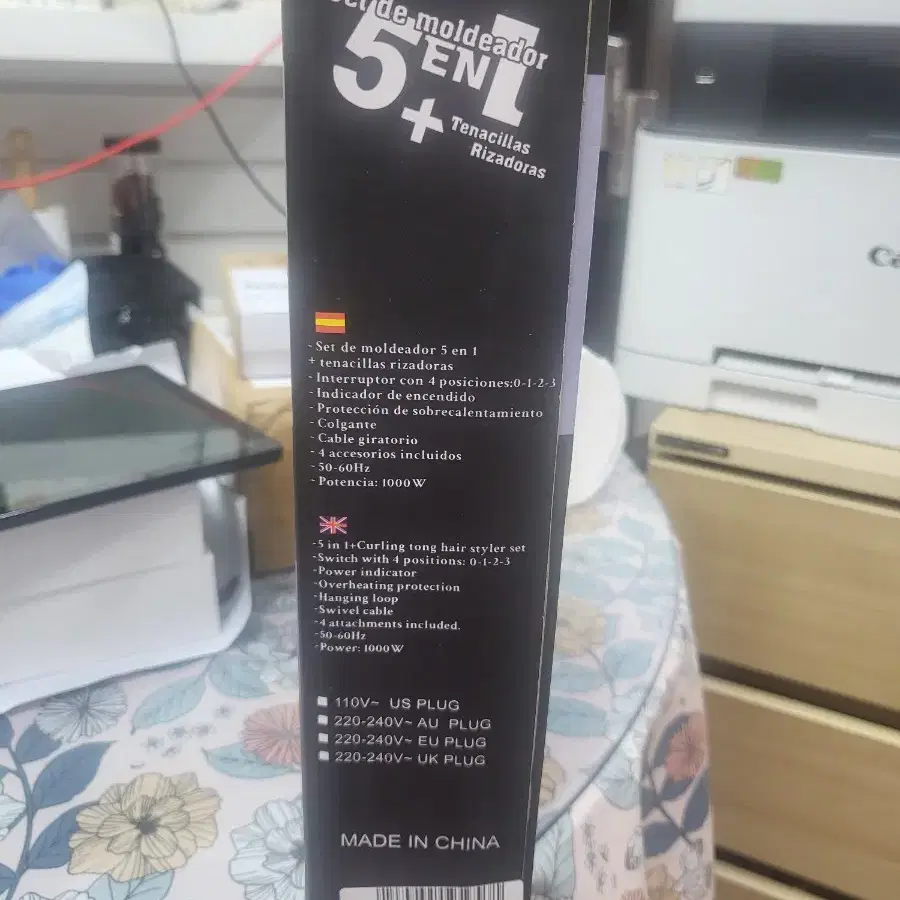 Set de moldeador
5 EN 1
+ Tenacillas
Rizadoras
- Set de moldeador 5 en 1
+ tenacillas rizadoras
- Interruptor con 4 posiciones:0-1-2-3
- Indicador de encendido
- Protección de sobrecalentamiento
- Colgante
- Cable giratorio
- 4 accesorios incluidos
- 50-60Hz
- Potencia: 1000W
-5 in 1+Curling tong hair styler set
-Switch with 4 positions: 0-1-2-3
-Power indicator
-Overheating protection
-Hanging loop
-Swivel cable
-4 attachments included.
-50-60Hz
-Power: 1000W
110V~ US PLUG
220-240V~ AU PLUG
220-240V~ EU PLUG
220-240V~ UK PLUG
MADE IN CHINA